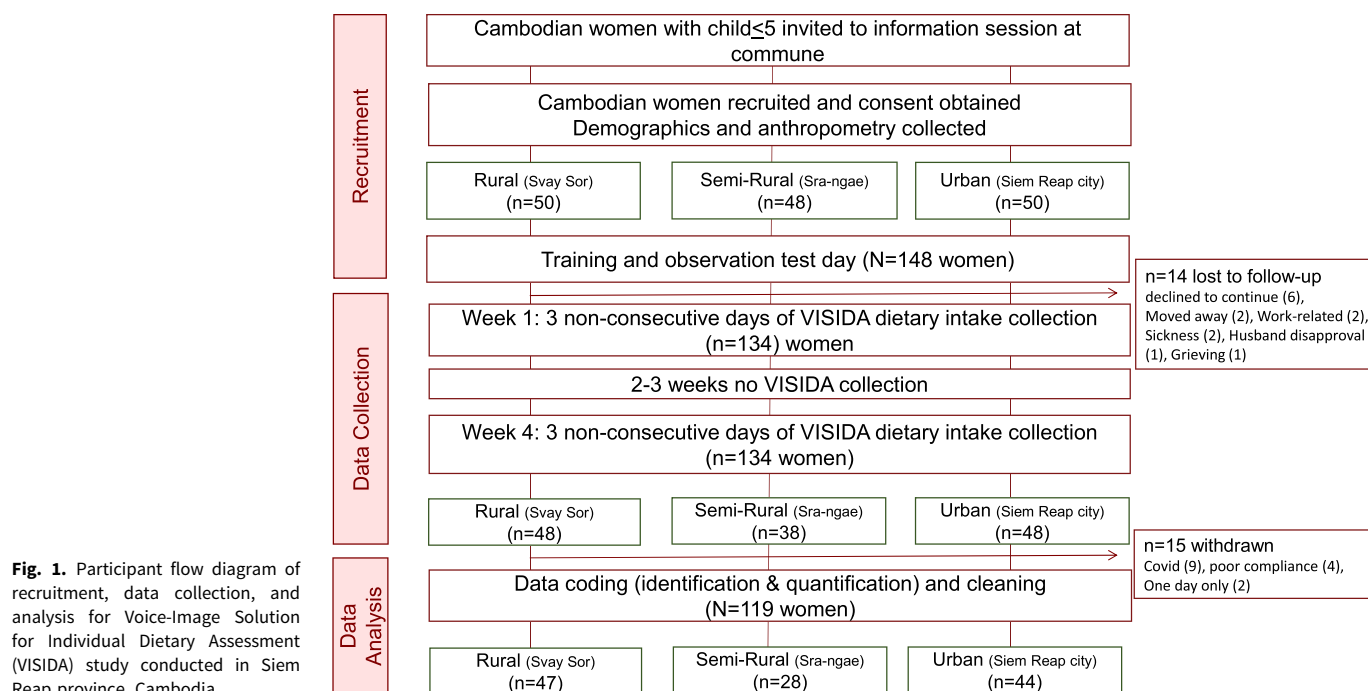 Recruitment
Cambodian women with child≤5 invited to information session at
commune
Cambodian women recruited and consent obtained
Demographics and anthropometry collected
Rural (Svay Sor)
(n=50)
Semi-Rural (Sra-ngae)
(n=48)
Urban (Siem Reap city)
(n=50)
Training and observation test day (N=148 women)
n=14 lost to follow-up
declined to continue (6),
Moved away (2), Work-related (2),
Sickness (2), Husband disapproval
(1), Grieving (1)
Data Collection
Week 1: 3 non-consecutive days of VISIDA dietary intake collection
(n=134) women
2-3 weeks no VISIDA collection
Week 4: 3 non-consecutive days of VISIDA dietary intake collection
(n=134 women)
Rural (Svay Sor)
(n=48)
Semi-Rural (Sra-ngae)
(n=38)
Urban (Siem Reap city)
(n=48)
n=15 withdrawn
Covid (9), poor compliance (4),
One day only (2)
Data
Analysis
Data coding (identification & quantification) and cleaning
(N=119 women)
Rural (Svay Sor)
(n=47)
Semi-Rural (Sra-ngae)
(n=28)
Urban (Siem Reap city)
(n=44)
Fig. 1. Participant flow diagram of
recruitment, data collection, and
analysis for Voice-Image Solution
for Individual Dietary Assessment
(VISIDA) study conducted in Siem
Reap province, Cambodia